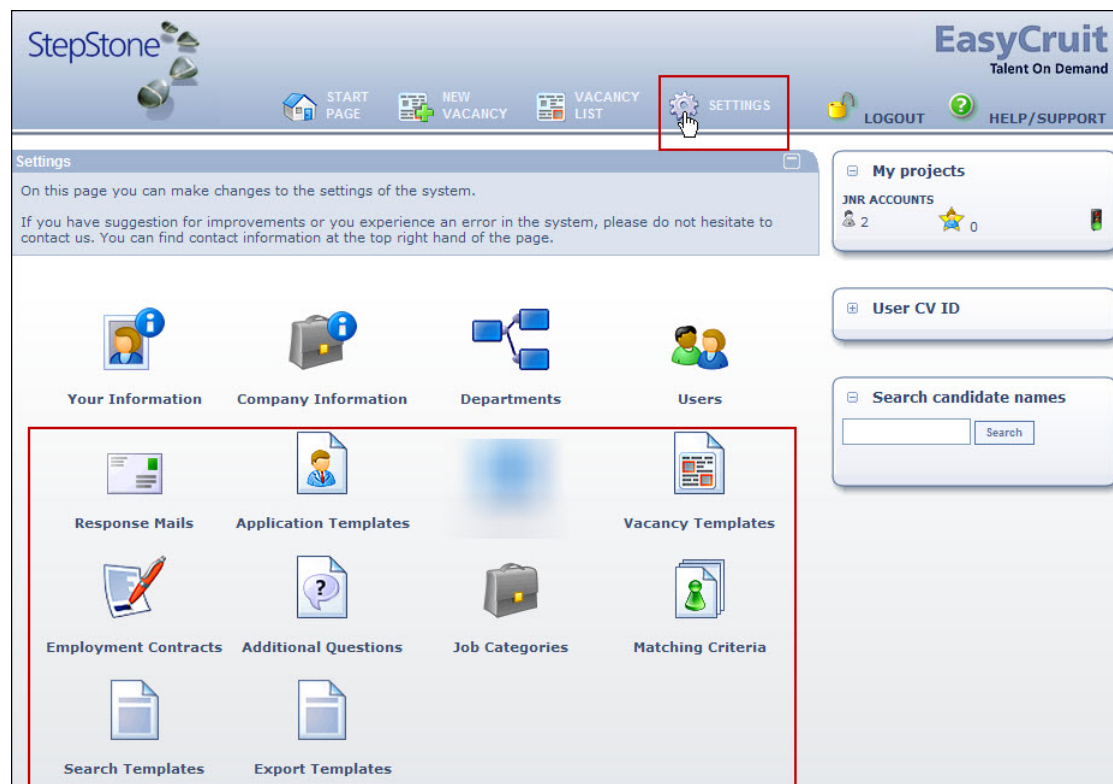 StepStone
EasyCruit
Talent On Demand
START
PAGE
NEW
VACANCY
VACANCY
LIST
SETTINGS
LOGOUT
HELP/SUPPORT
Settings
On this page you can make changes to the settings of the system.
If you have suggestion for improvements or you experience an error in the system, please do not hesitate to
contact us. You can find contact information at the top right hand of the page.
My projects
JNR ACCOUNTS
2
0
User CV ID
Search candidate names
Search
Your Information
Company Information
Departments
Users
Response Mails
Application Templates
Vacancy Templates
Employment Contracts
Additional Questions
Job Categories
Matching Criteria
Search Templates
Export Templates